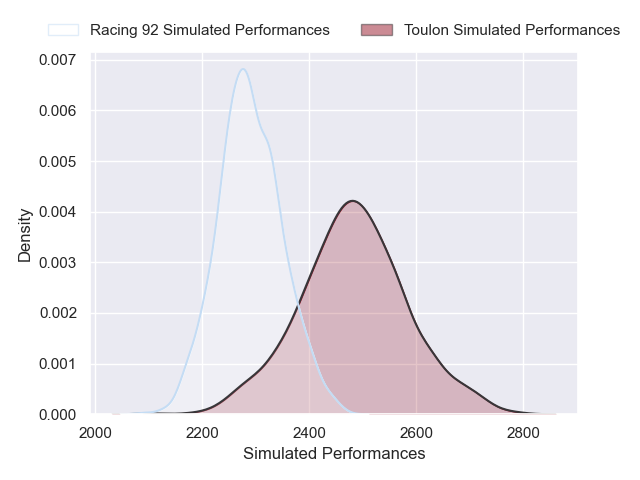 Racing 92 Simulated Performances Toulon Simulated Performances
0.007
0.006
0.005
0.004
0.003
0.002
0.001
0.000
Density
2000 2200 2400 2600 2800
Simulated Performances